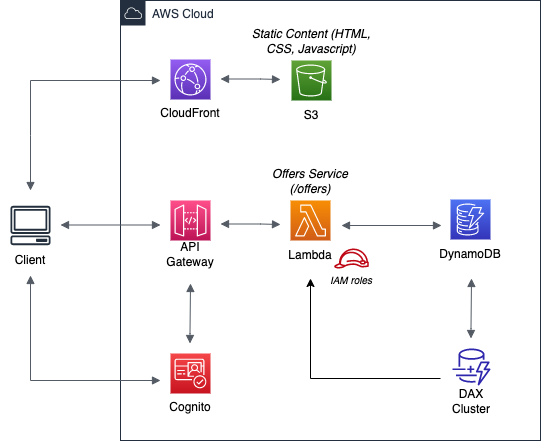 AWS Cloud
Static Content (HTML,
CSS, Javascript)
CloudFront
S3
Offers Service
(/offers)
Client
API
Gateway
Lambda
IAM roles
DynamoDB
Cognito
DAX
Cluster